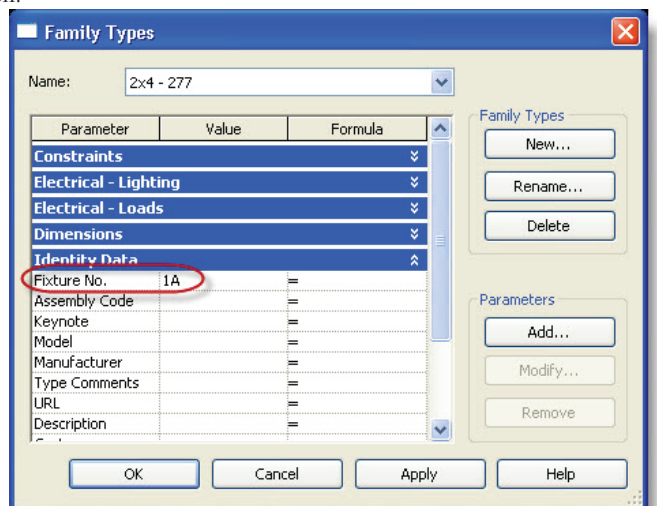 Family Types
Name: 2x4 - 277
Parameter Value Formula
Constraints
Electrical - Lighting
Electrical - Loads
Dimensions
Identity Data
Fixture No. 1A =
Assembly Code =
Keynote =
Model =
Manufacturer =
Type Comments =
URL =
Description =
Family Types
New...
Rename...
Delete
Parameters
Add...
Modify...
Remove
OK Cancel Apply Help